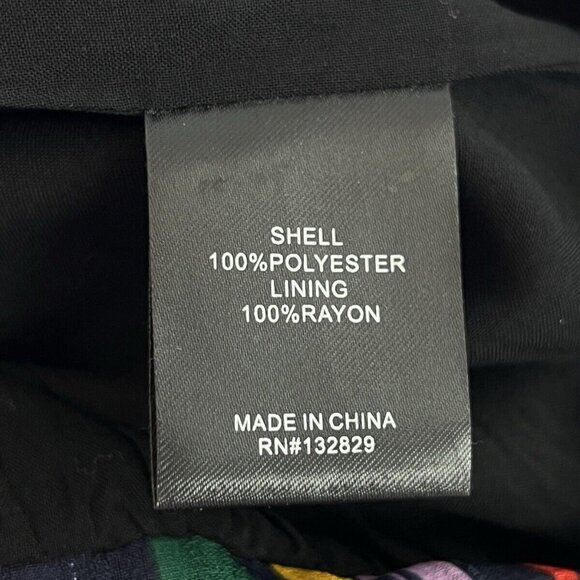 SHELL
100%POLYESTER
LINING
100%RAYON
MADE IN CHINA
RN#132829